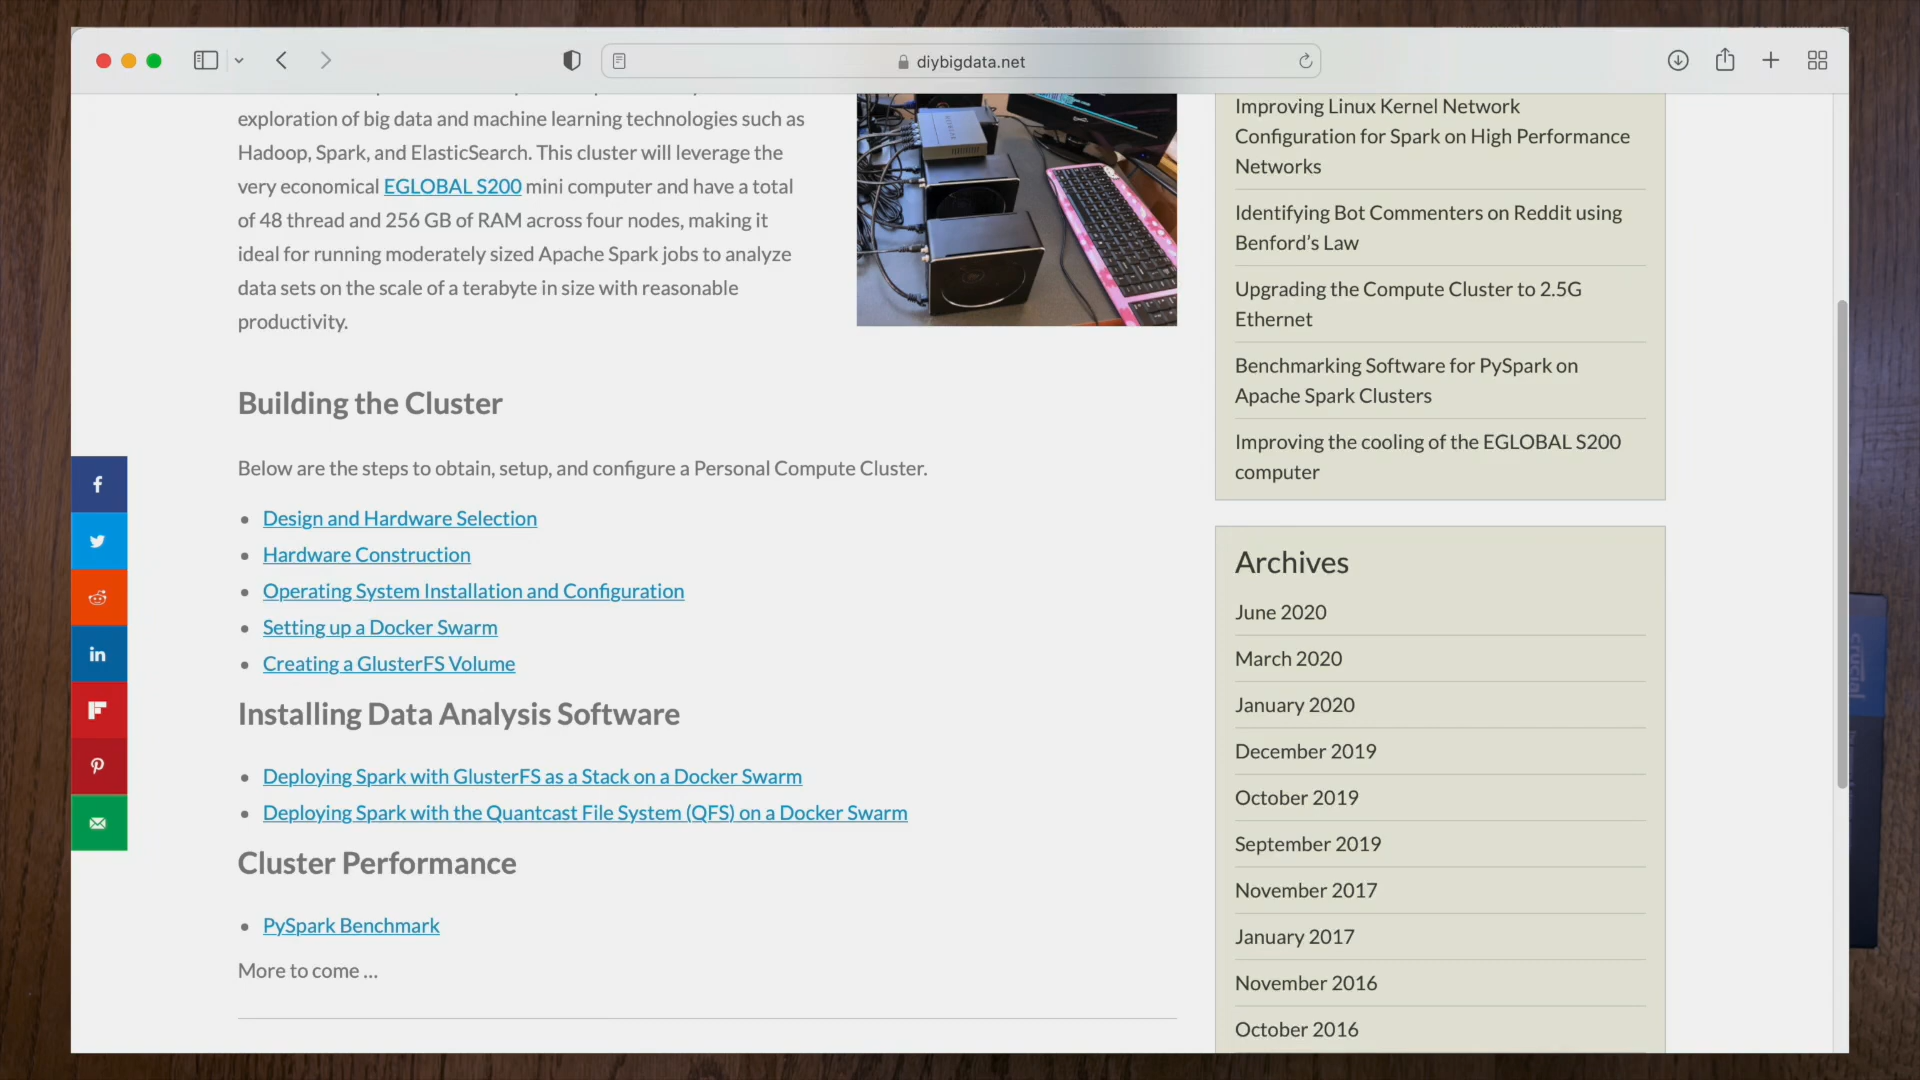 diybigdata.net
exploration of big data and machine learning technologies such as
Hadoop, Spark, and ElasticSearch. This cluster will leverage the
very economical EGLOBAL S200 mini computer and have a total
of 48 thread and 256 GB of RAM across four nodes, making it
ideal for running moderately sized Apache Spark jobs to analyze
data sets on the scale of a terabyte in size with reasonable
productivity.
Building the Cluster
Below are the steps to obtain, setup, and configure a Personal Compute Cluster.
Design and Hardware Selection
Hardware Construction
Operating System Installation and Configuration
Setting up a Docker Swarm
Creating a GlusterFS Volume
Installing Data Analysis Software
Deploying Spark with GlusterFS as a Stack on a Docker Swarm
Deploying Spark with the Quantcast File System (QFS) on a Docker Swarm
Cluster Performance
PySpark Benchmark
More to come ...
Improving Linux Kernel Network
Configuration for Spark on High Performance
Networks
Identifying Bot Commenters on Reddit using
Benford's Law
Upgrading the Compute Cluster to 2.5G
Ethernet
Benchmarking Software for PySpark on
Apache Spark Clusters
Improving the cooling of the EGLOBAL S200
computer
Archives
June 2020
March 2020
January 2020
December 2019
October 2019
September 2019
November 2017
January 2017
November 2016
October 2016
crucial